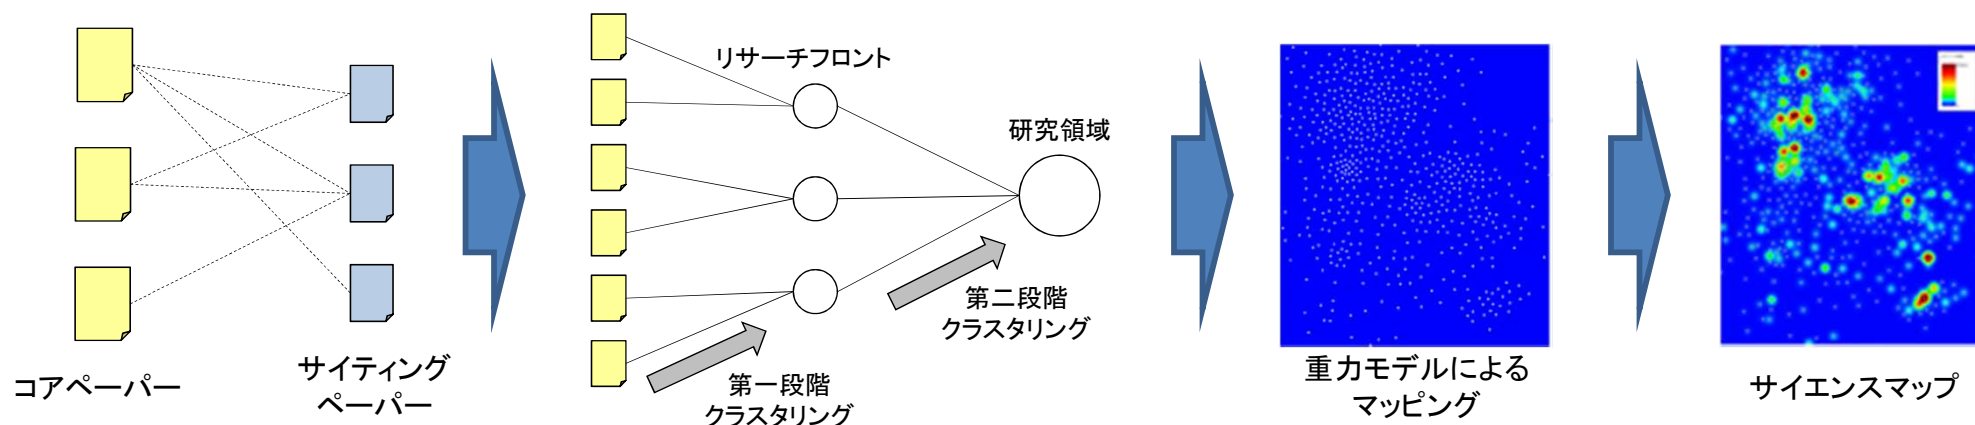 コアペーパー
サイティング
ペーパー
リサーチフロント
研究領域
第一段階
クラスタリング
第二段階
クラスタリング
重力モデルによる
マッピング
サイエンスマップ